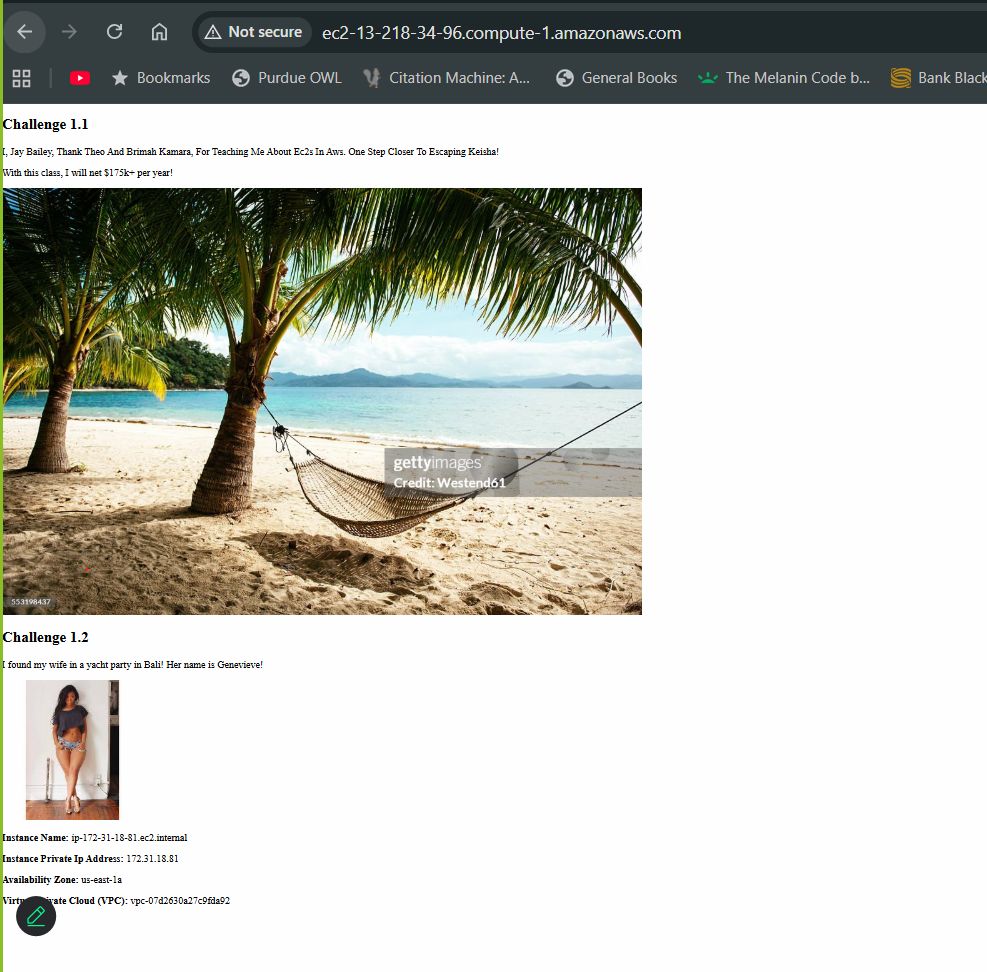 Not secure
ec2-13-218-34-96.compute-1.amazonaws.com
Bookmarks
Purdue OWL
Citation Machine: A...
General Books
The Melanin Code b...
Bank Black
Challenge 1.1
I, Jay Bailey, Thank Theo And Brimah Kamara, For Teaching Me About Ec2s In Aws. One Step Closer To Escaping Keisha!
With this class, I will net $175k+ per year!
gettyimages
Credit: Westend61
553198437
Challenge 1.2
I found my wife in a yacht party in Bali! Her name is Genevieve!
Instance Name: ip-172-31-18-81.ec2.internal
Instance Private Ip Address: 172.31.18.81
Availability Zone: us-east-1a
Cloud (VPC): vpc-07d2630a27c9fda92